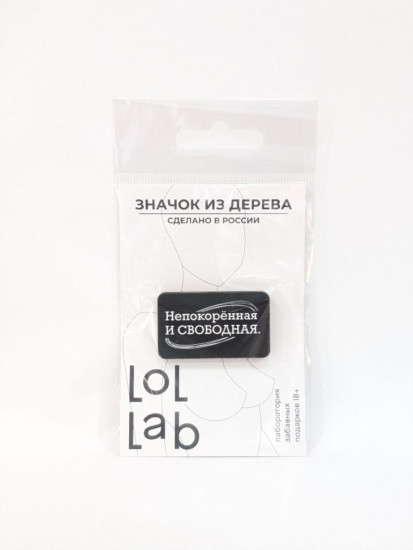 ЗНАЧОК ИЗ ДЕРЕВА
СДЕЛАНО В РОССИИ
Непокорённая
И СВОБОДНАЯ.
LoL
Lab
лаборатория
забавных
подарков 18+